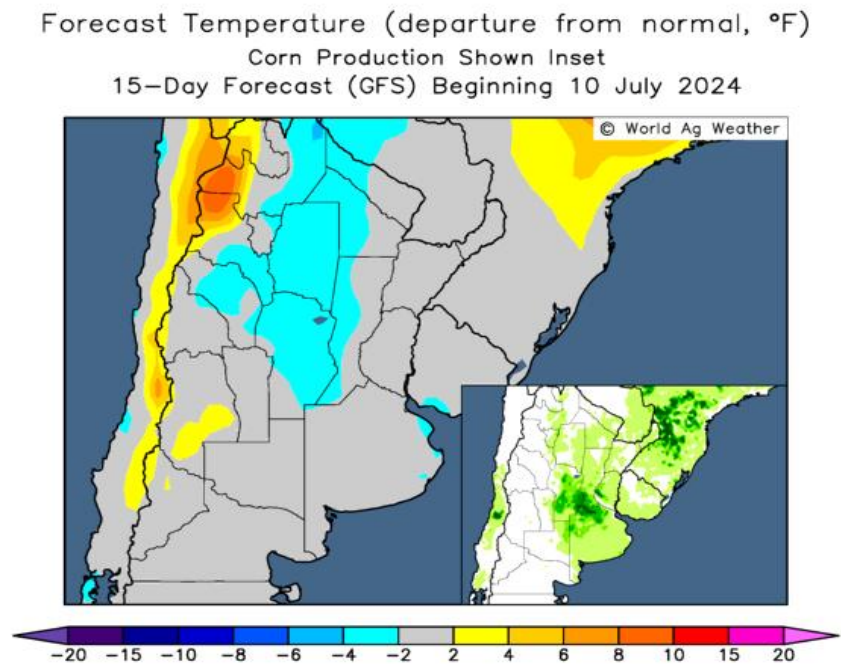 Forecast Temperature (departure from normal, °F)
Corn Production Shown Inset
15-Day Forecast (GFS) Beginning 10 July 2024
© World Ag Weather
-20 -15 -10 -8 -6 -4 -2 2 4 6 8 10 15 20